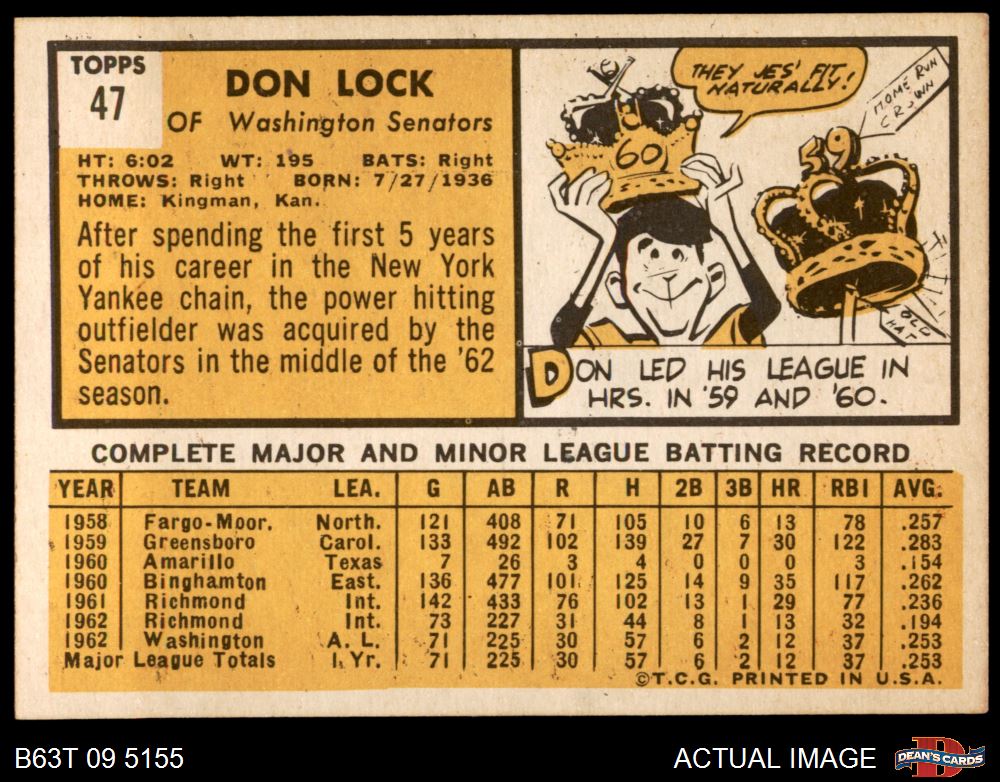 TOPPS
47
DON LOCK
OF Washington Senators
HT: 6:02 WT: 195 BATS: Right
THROWS: Right BORN: 7/27/1936
HOME: Kingman, Kan.
After spending the first 5 years
of his career in the New York
Yankee chain, the power hitting
outfielder was acquired by the
Senators in the middle of the '62
season.
THEY JES' FIT
NATURALLY!
HOME RUN
CROWN
60
59
OLD
HAT
DON LED HIS LEAGUE IN
HRS. IN '59 AND '60.
COMPLETE MAJOR AND MINOR LEAGUE BATTING RECORD
YEAR TEAM LEA. G AB R H 2B 3B HR RBI AVG.
1958 Fargo-Moor. North. 121 408 71 105 10 6 13 78 .257
1959 Greensboro Carol. 133 492 102 139 27 7 30 122 .283
1960 Amarillo Texas 7 26 3 4 0 0 0 3 .154
1960 Binghamton East. 136 477 101 125 14 9 35 117 .262
1961 Richmond Int. 142 433 76 102 13 1 29 77 .236
1962 Richmond Int. 73 227 31 44 8 1 13 32 .194
1962 Washington A. L. 71 225 30 57 6 2 12 37 .253
Major League Totals 1 Yr. 71 225 30 57 6 2 12 37 .253
©T.C.G. PRINTED IN U.S.A.
B63T 09 5155
ACTUAL IMAGE
DEAN'S CARDS